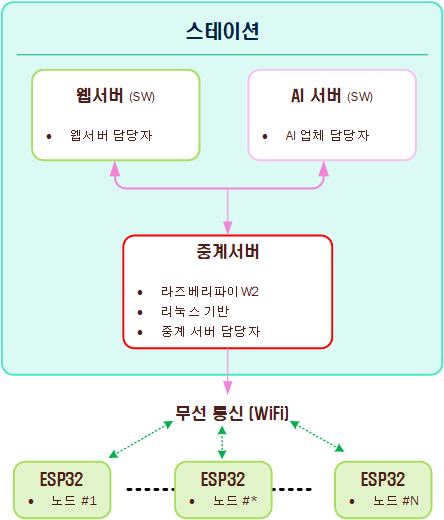 스테이션
웹서버 (SW)
• 웹서버 담당자
AI 서버 (SW)
• AI 업체 담당자
중계서버
• 라즈베리파이 W2
• 리눅스 기반
• 중계 서버 담당자
무선 통신 (WiFi)
ESP32
• 노드 #1
ESP32
• 노드 #*
ESP32
• 노드 #N